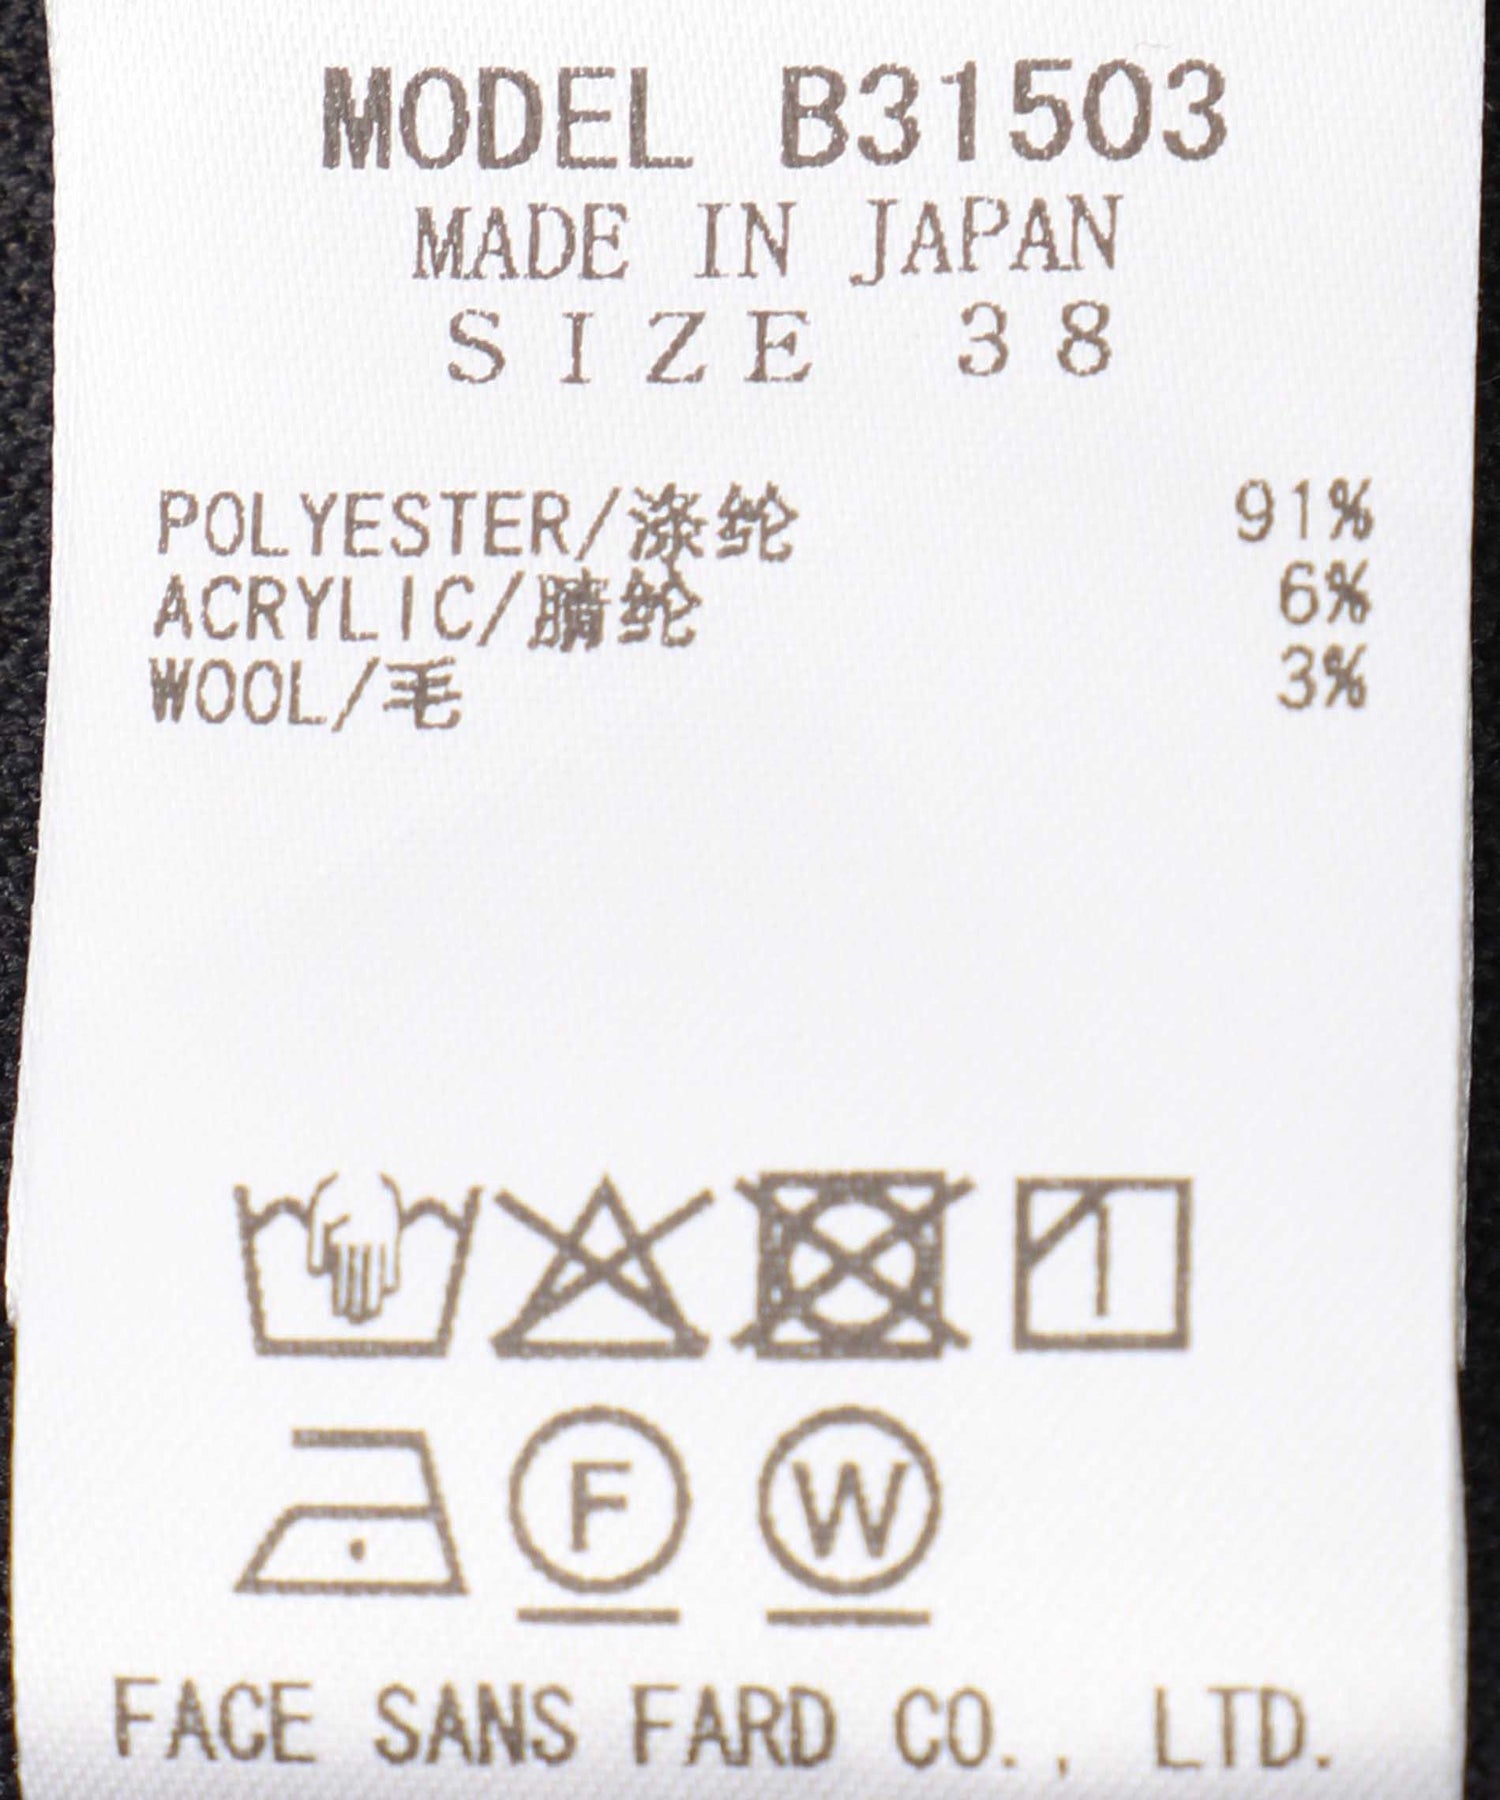 MODEL B31503
MADE IN JAPAN
SIZE 38
POLYESTER/涤纶 91%
ACRYLIC/腈纶 6%
WOOL/毛 3%
F W
FACE SANS FARD CO., LTD.